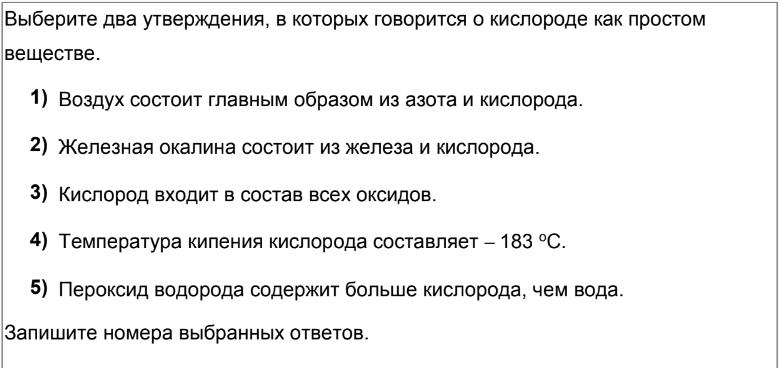 Выберите два утверждения, в которых говорится о кислороде как простом
веществе.
1) Воздух состоит главным образом из азота и кислорода.
2) Железная окалина состоит из железа и кислорода.
3) Кислород входит в состав всех оксидов.
4) Температура кипения кислорода составляет – 183 ºС.
5) Пероксид водорода содержит больше кислорода, чем вода.
Запишите номера выбранных ответов.